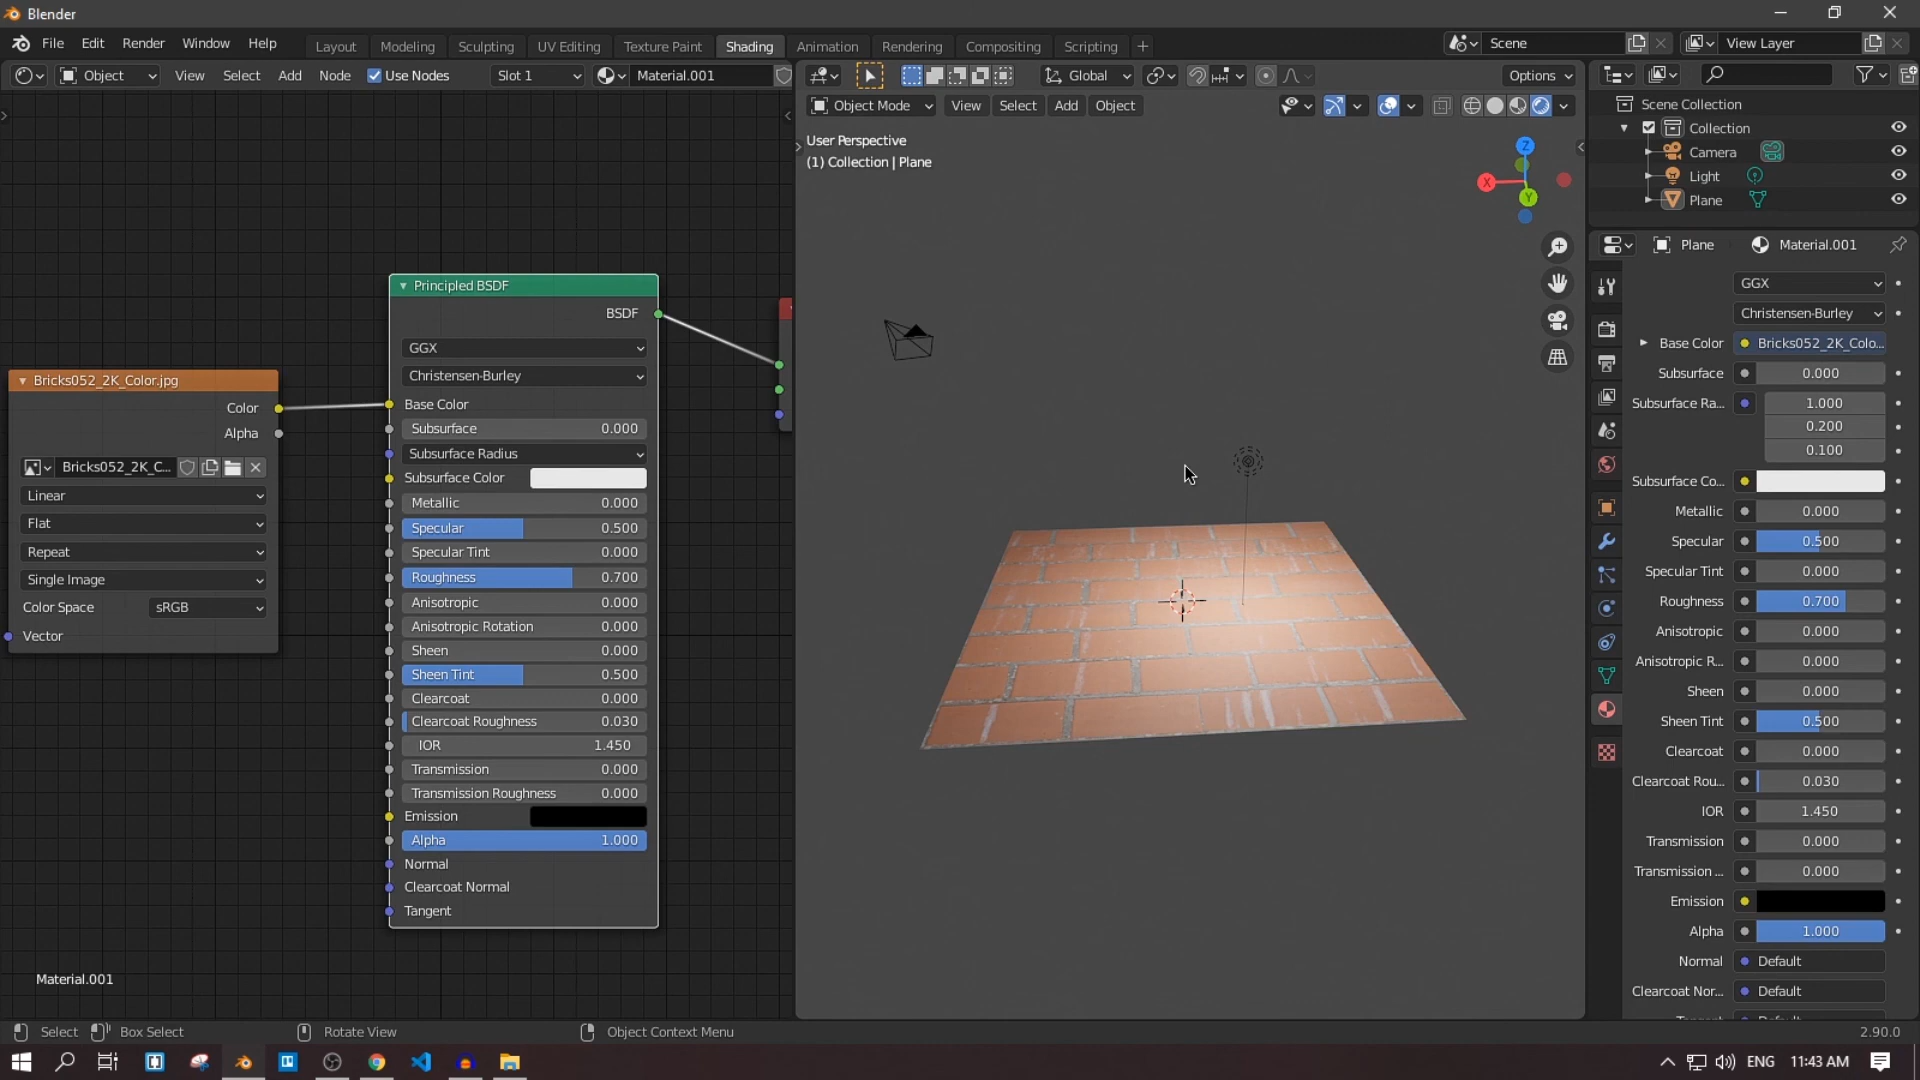 Blender
File Edit Render Window Help Layout Modeling Sculpting UV Editing Texture Paint Shading Animation Rendering Compositing Scripting + Scene View Layer
Object View Select Add Node Use Nodes Slot 1 Material.001
Global Options
Object Mode View Select Add Object
User Perspective
(1) Collection | Plane
Z
X
Y
Principled BSDF
BSDF
GGX
Christensen-Burley
Base Color
Subsurface 0.000
Subsurface Radius
Subsurface Color
Metallic 0.000
Specular 0.500
Specular Tint 0.000
Roughness 0.700
Anisotropic 0.000
Anisotropic Rotation 0.000
Sheen 0.000
Sheen Tint 0.500
Clearcoat 0.000
Clearcoat Roughness 0.030
IOR 1.450
Transmission 0.000
Transmission Roughness 0.000
Emission
Alpha 1.000
Normal
Clearcoat Normal
Tangent
Bricks052_2K_Color.jpg
Color
Alpha
Bricks052_2K_C...
Linear
Flat
Repeat
Single Image
Color Space sRGB
Vector
Material.001
Scene Collection
Collection
Camera
Light
Plane
Plane Material.001
GGX
Christensen-Burley
Base Color Bricks052_2K_Colo...
Subsurface 0.000
Subsurface Ra... 1.000
0.200
0.100
Subsurface Co...
Metallic 0.000
Specular 0.500
Specular Tint 0.000
Roughness 0.700
Anisotropic 0.000
Anisotropic R... 0.000
Sheen 0.000
Sheen Tint 0.500
Clearcoat 0.000
Clearcoat Rou... 0.030
IOR 1.450
Transmission 0.000
Transmission ... 0.000
Emission
Alpha 1.000
Normal Default
Clearcoat Nor... Default
Select Box Select Rotate View Object Context Menu 2.90.0
ENG 11:43 AM